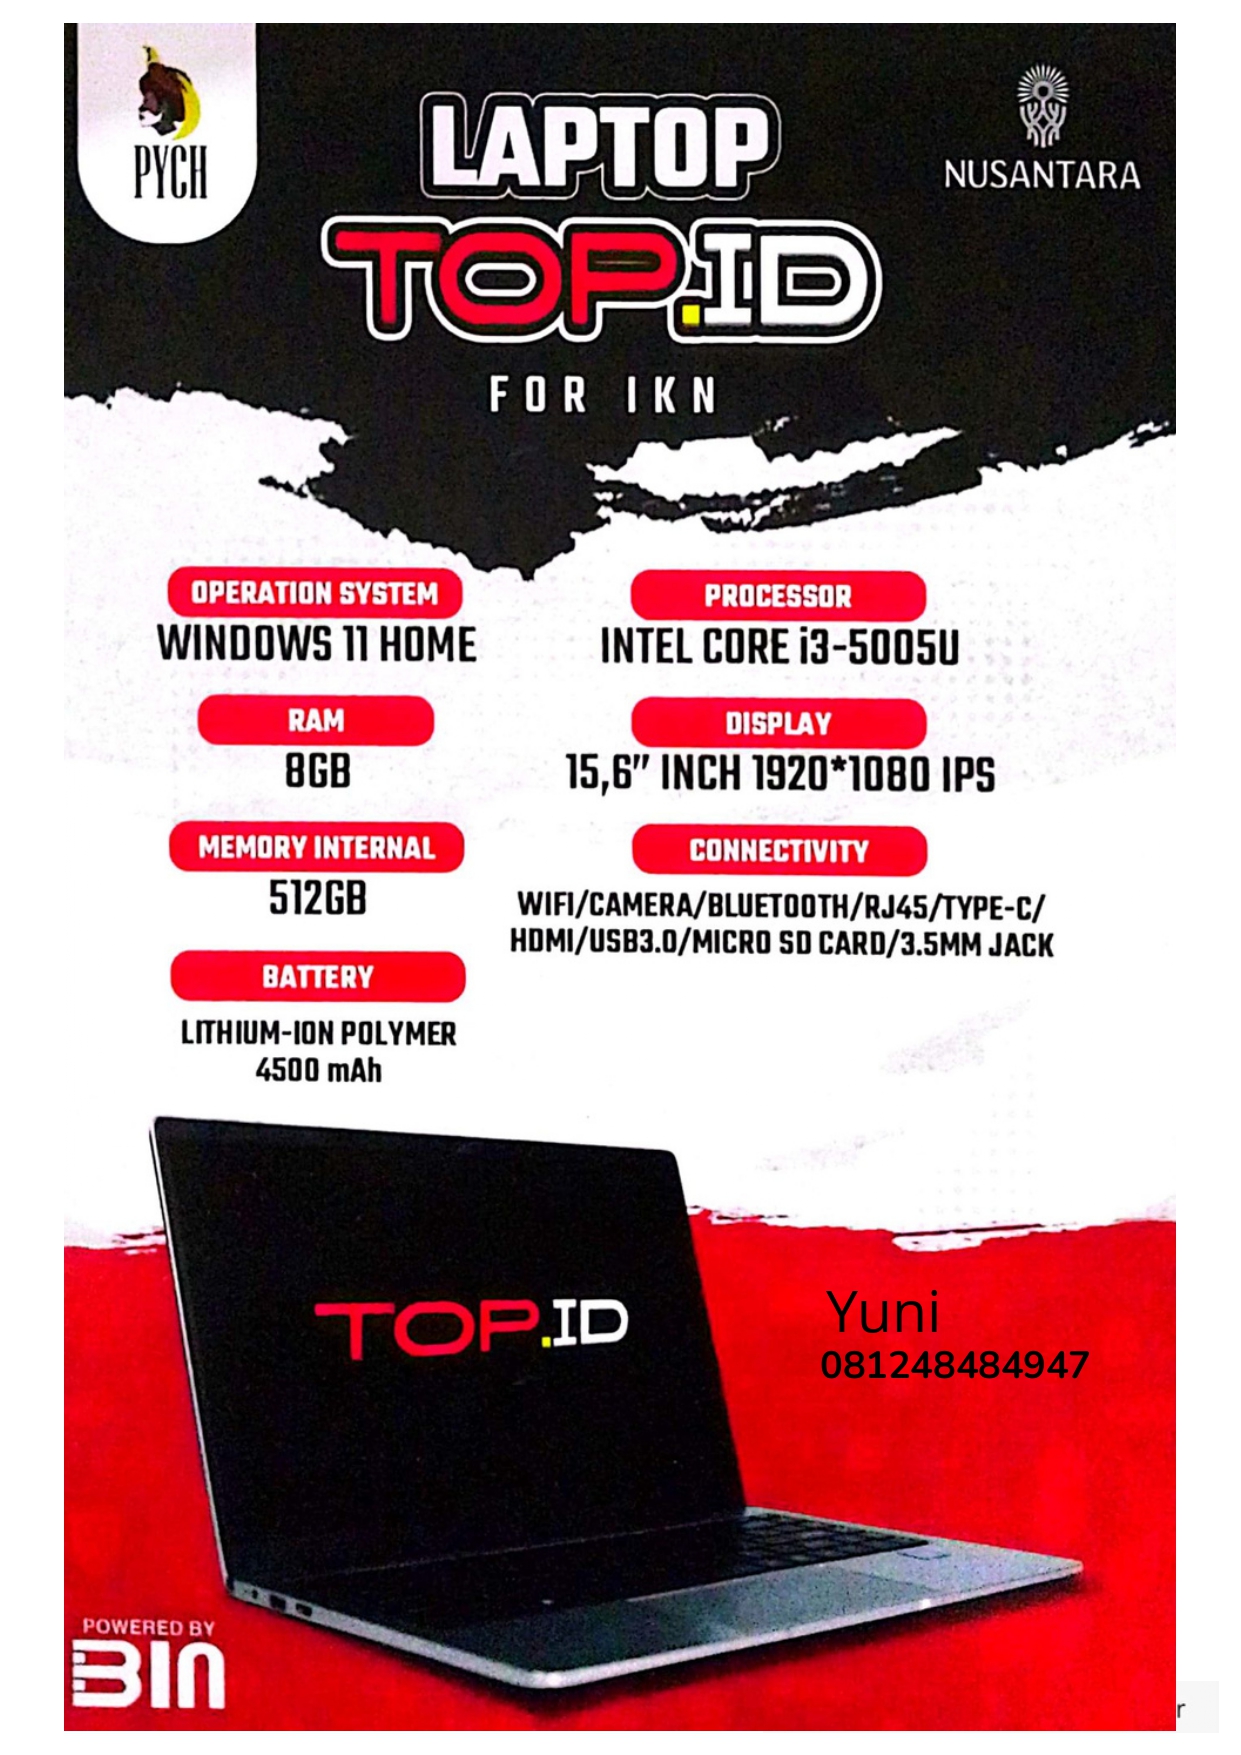 PYCH
NUSANTARA
LAPTOP
TOP.ID
FOR IKN
OPERATION SYSTEM
WINDOWS 11 HOME
PROCESSOR
INTEL CORE i3-5005U
RAM
8GB
DISPLAY
15,6” INCH 1920*1080 IPS
MEMORY INTERNAL
512GB
CONNECTIVITY
WIFI/CAMERA/BLUETOOTH/RJ45/TYPE-C/
HDMI/USB3.0/MICRO SD CARD/3.5MM JACK
BATTERY
LITHIUM-ION POLYMER
4500 mAh
TOP.ID
Yuni
081248484947
POWERED BY
BIN
r